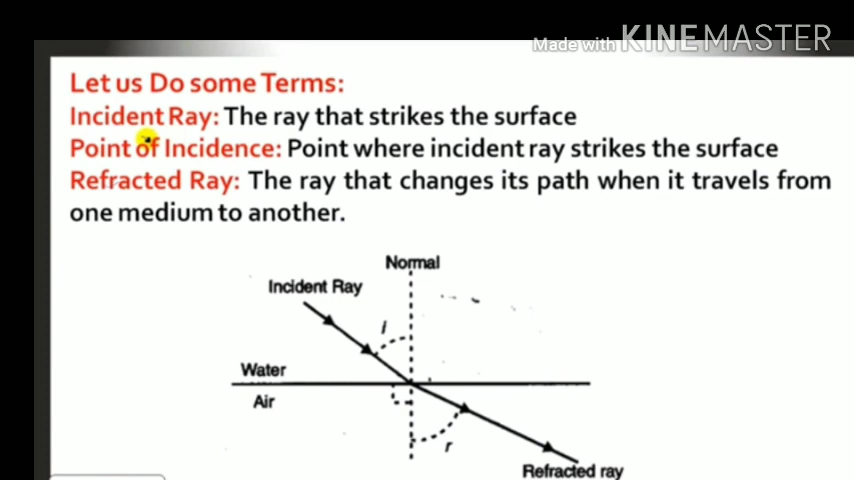 Made with KINEMASTER
Let us Do some Terms:
Incident Ray: The ray that strikes the surface
Point of Incidence: Point where incident ray strikes the surface
Refracted Ray: The ray that changes its path when it travels from
one medium to another.
Normal
Incident Ray
i
Water
Air
r
Refracted ray